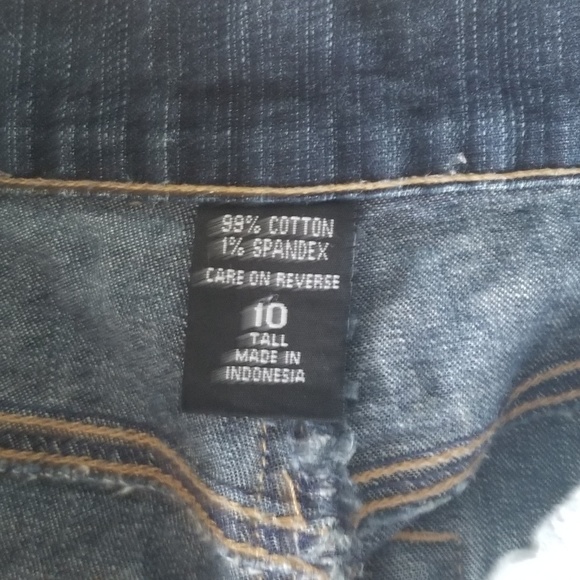 99% COTTON
1% SPANDEX
CARE ON REVERSE
10
TALL
MADE IN
INDONESIA